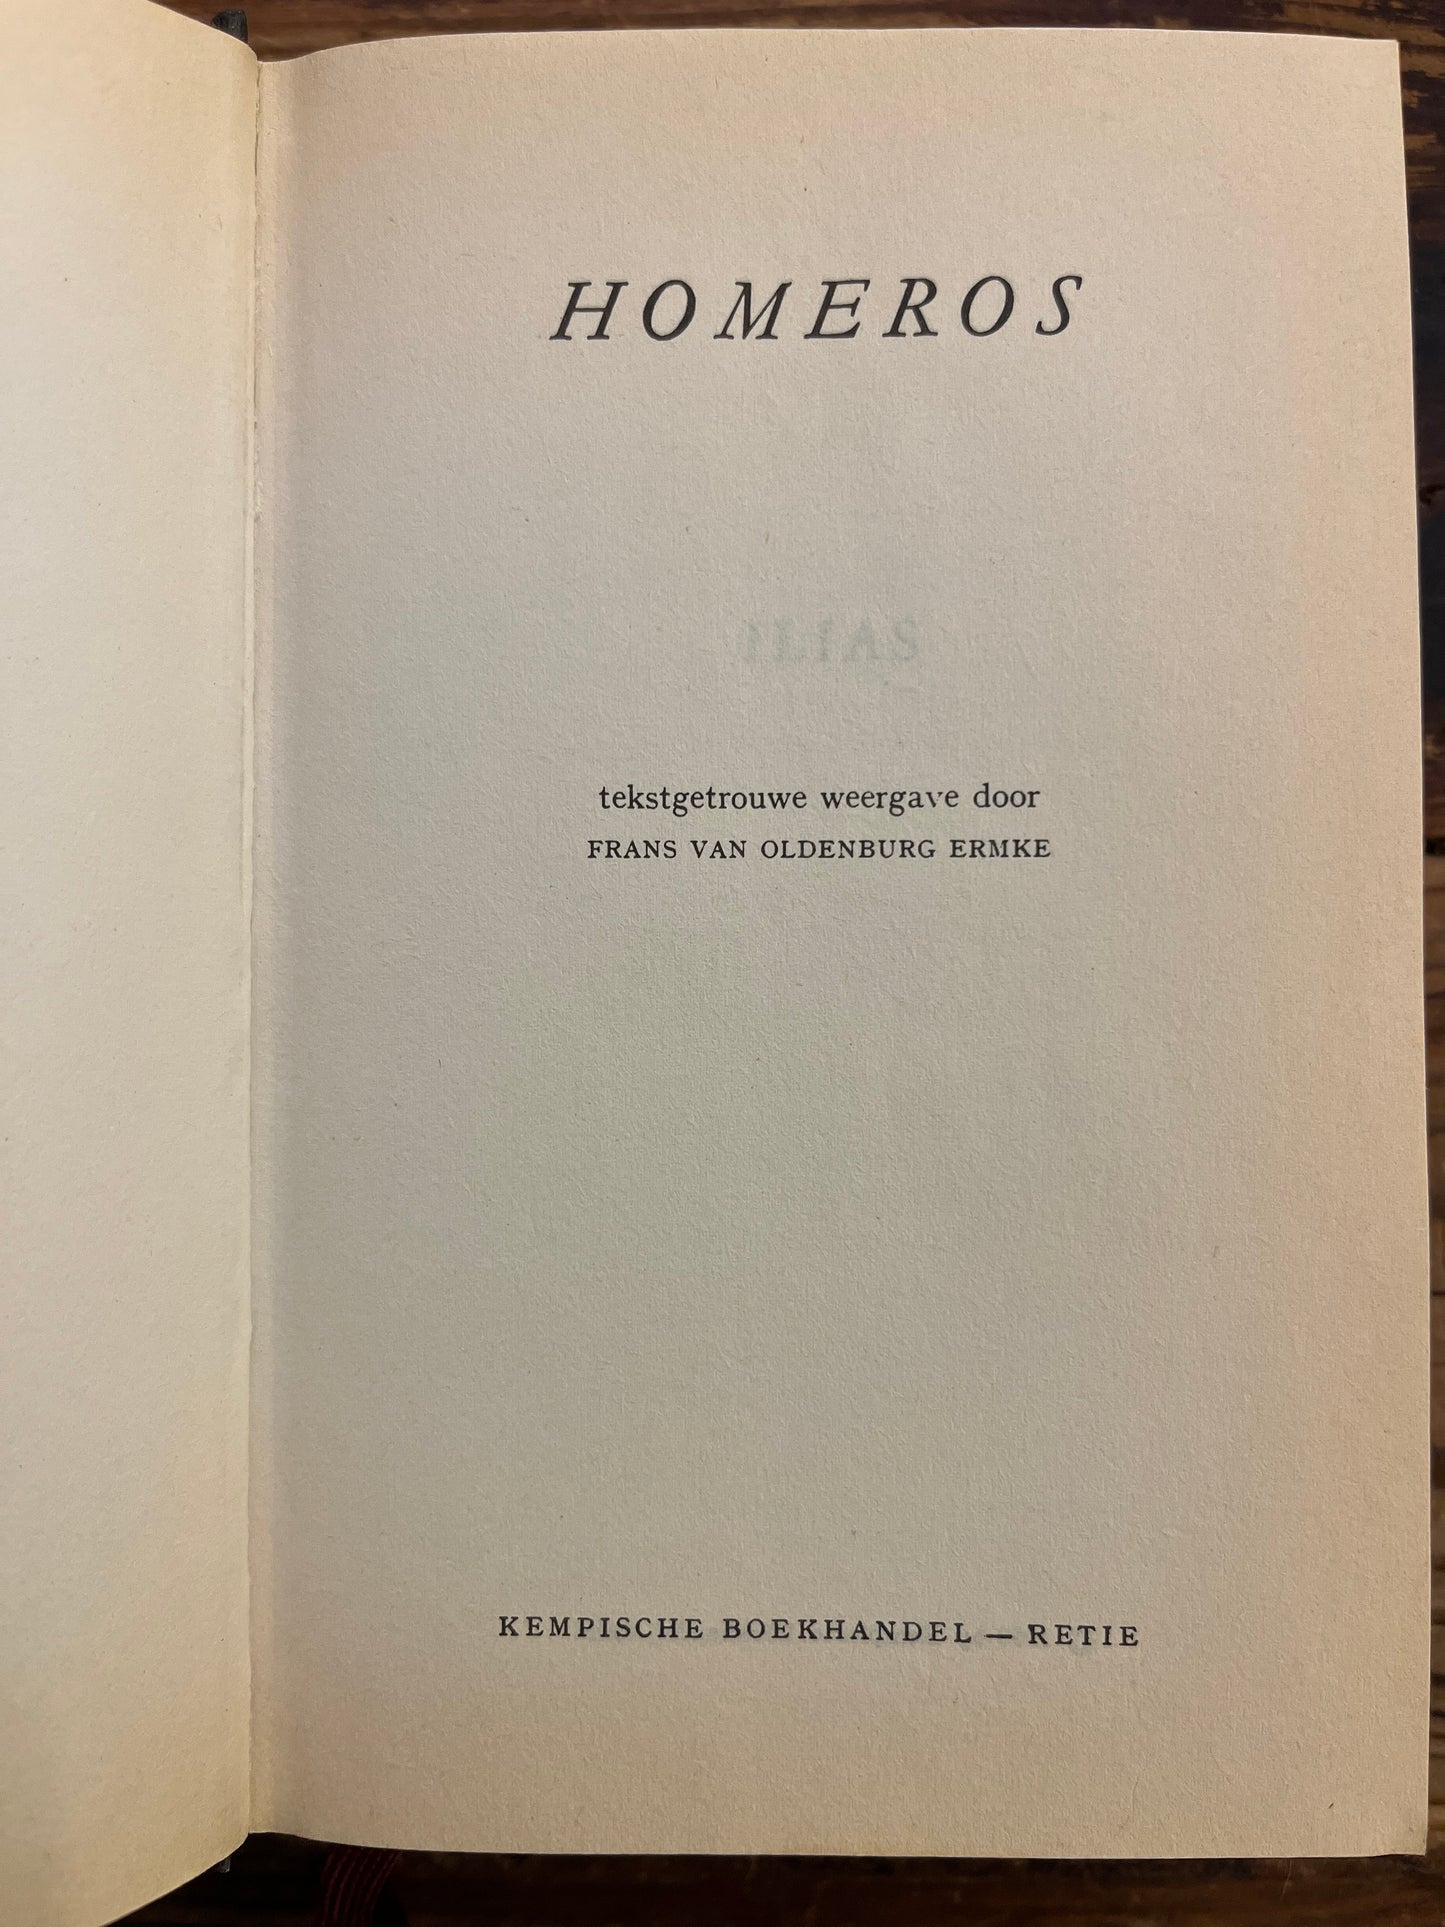 HOMEROS
ILIAS
tekstgetrouwe weergave door
FRANS VAN OLDENBURG ERMKE
KEMPISCHE BOEKHANDEL — RETIE